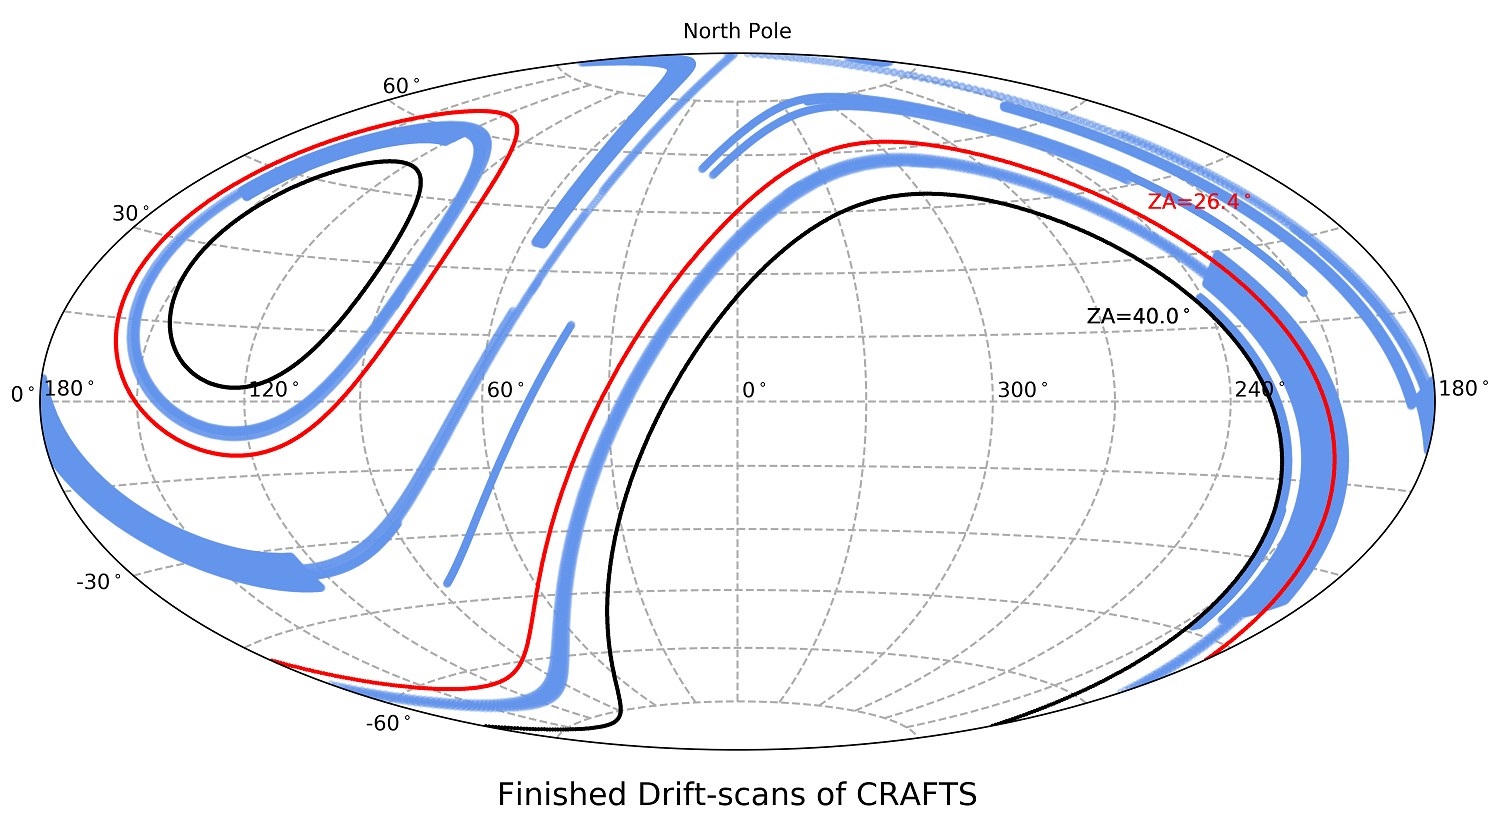 North Pole
60°
30°
ZA=26.4°
ZA=40.0°
0° 180° 120° 60° 0° 300° 240° 180°
-30°
-60°
Finished Drift-scans of CRAFTS